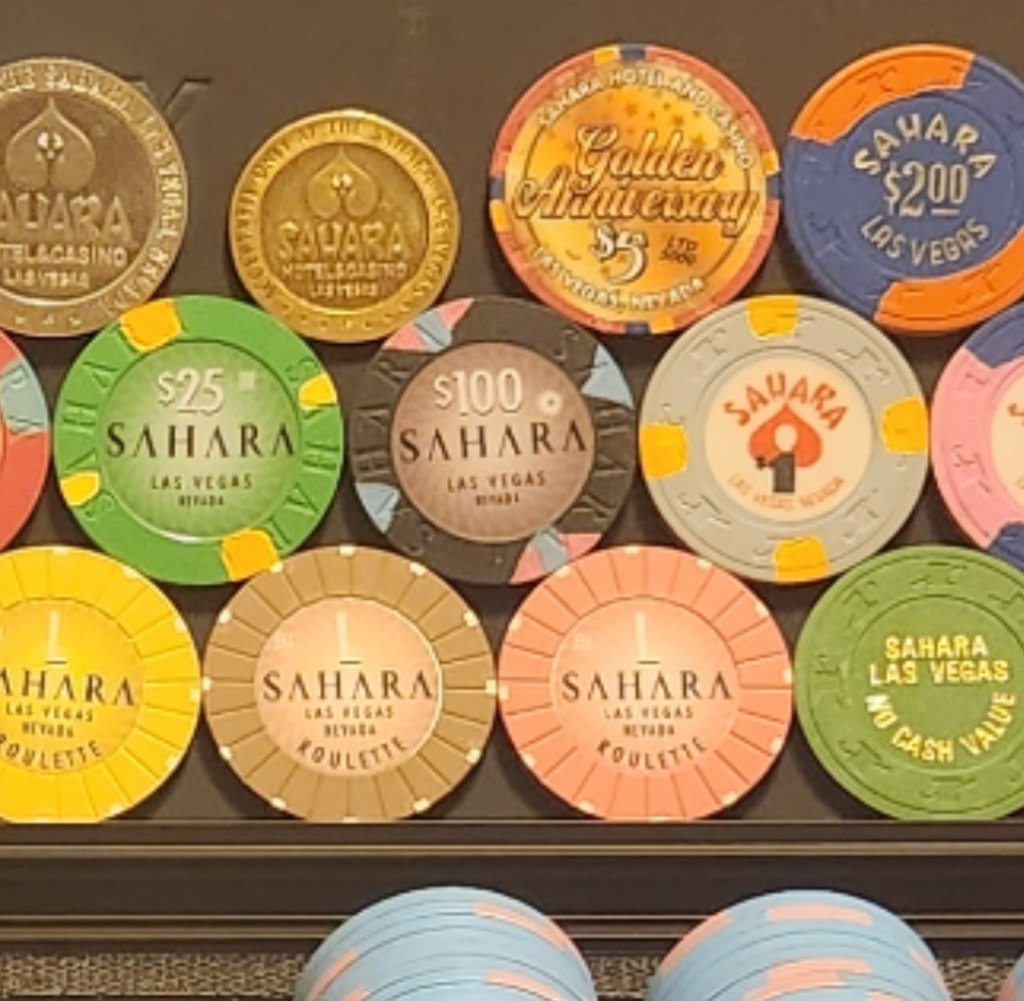 SAHARA
HOTEL&CASINO
LAS VEGAS
SAHARA
HOTEL&CASINO
LAS VEGAS
SAHARA HOTEL AND CASINO
Golden
Anniversary
$5
LTD
LAS VEGAS, NEVADA
SAHARA
$2.00
LAS VEGAS
$25
SAHARA
LAS VEGAS
NEVADA
$100
SAHARA
LAS VEGAS
NEVADA
SAHARA
LAS VEGAS NEVADA
AHARA
LAS VEGAS
NEVADA
ROULETTE
1
SAHARA
LAS VEGAS
NEVADA
ROULETTE
1
SAHARA
LAS VEGAS
NEVADA
ROULETTE
SAHARA
LAS VEGAS
NO CASH VALUE